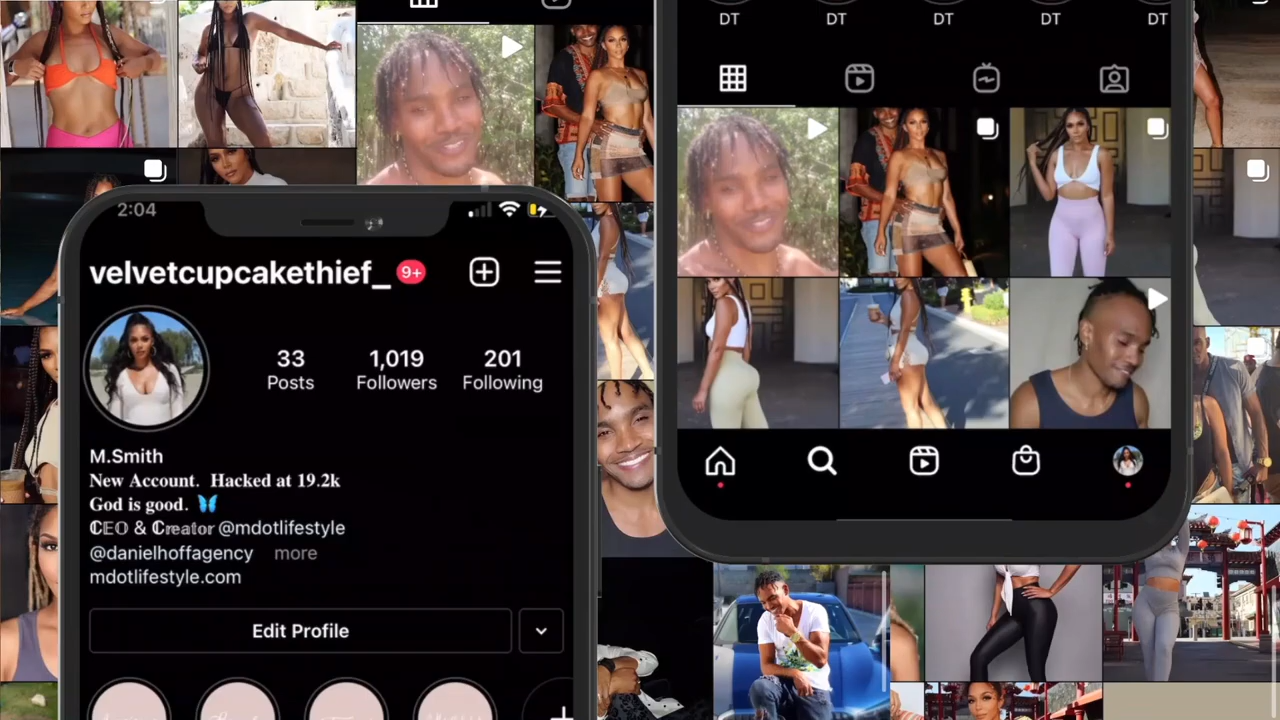 2:04
velvetcupcakethief_ 9+
33 1,019 201
Posts Followers Following
M.Smith
New Account. Hacked at 19.2k
God is good. 🦋
ℂEO & ℂreator @mdotlifestyle
@danielhoffagency more
mdotlifestyle.com
Edit Profile
DT DT DT DT DT